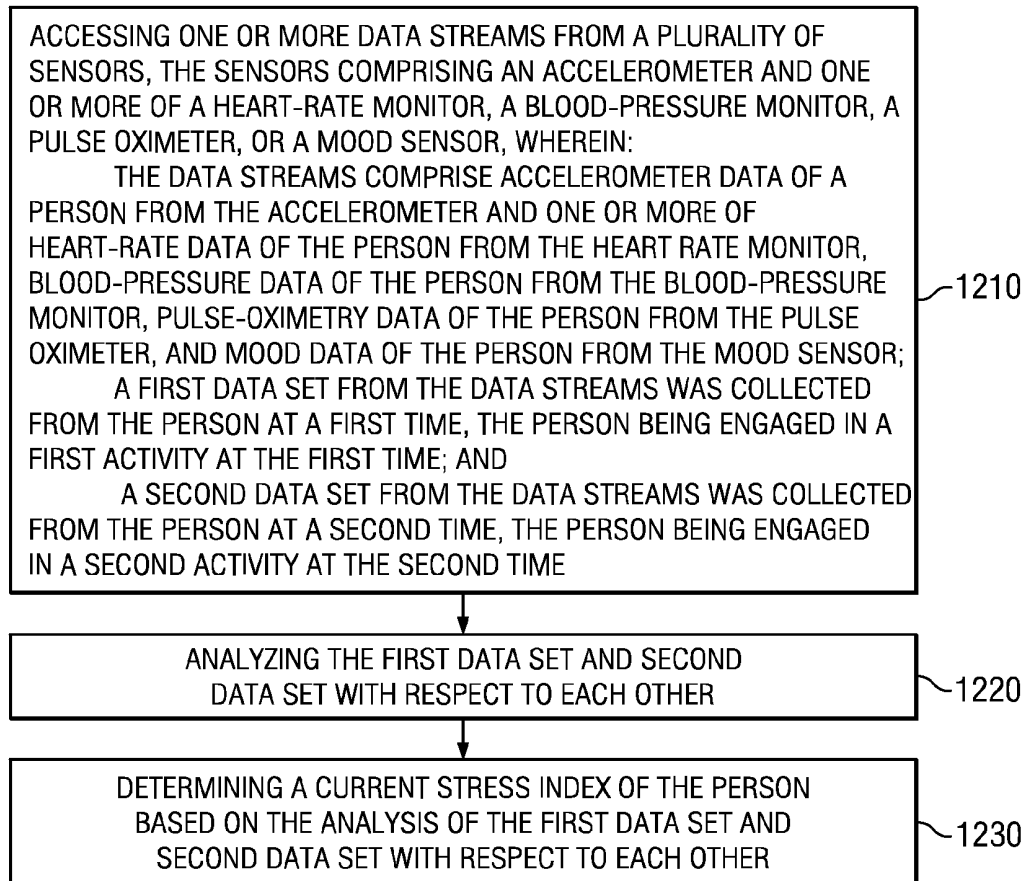 ACCESSING ONE OR MORE DATA STREAMS FROM A PLURALITY OF
SENSORS, THE SENSORS COMPRISING AN ACCELEROMETER AND ONE
OR MORE OF A HEART-RATE MONITOR, A BLOOD-PRESSURE MONITOR, A
PULSE OXIMETER, OR A MOOD SENSOR, WHEREIN:
THE DATA STREAMS COMPRISE ACCELEROMETER DATA OF A
PERSON FROM THE ACCELEROMETER AND ONE OR MORE OF
HEART-RATE DATA OF THE PERSON FROM THE HEART RATE MONITOR,
BLOOD-PRESSURE DATA OF THE PERSON FROM THE BLOOD-PRESSURE
MONITOR, PULSE-OXIMETRY DATA OF THE PERSON FROM THE PULSE
OXIMETER, AND MOOD DATA OF THE PERSON FROM THE MOOD SENSOR;
A FIRST DATA SET FROM THE DATA STREAMS WAS COLLECTED
FROM THE PERSON AT A FIRST TIME, THE PERSON BEING ENGAGED IN A
FIRST ACTIVITY AT THE FIRST TIME; AND
A SECOND DATA SET FROM THE DATA STREAMS WAS COLLECTED
FROM THE PERSON AT A SECOND TIME, THE PERSON BEING ENGAGED
IN A SECOND ACTIVITY AT THE SECOND TIME
1210
ANALYZING THE FIRST DATA SET AND SECOND
DATA SET WITH RESPECT TO EACH OTHER
1220
DETERMINING A CURRENT STRESS INDEX OF THE PERSON
BASED ON THE ANALYSIS OF THE FIRST DATA SET AND
SECOND DATA SET WITH RESPECT TO EACH OTHER
1230